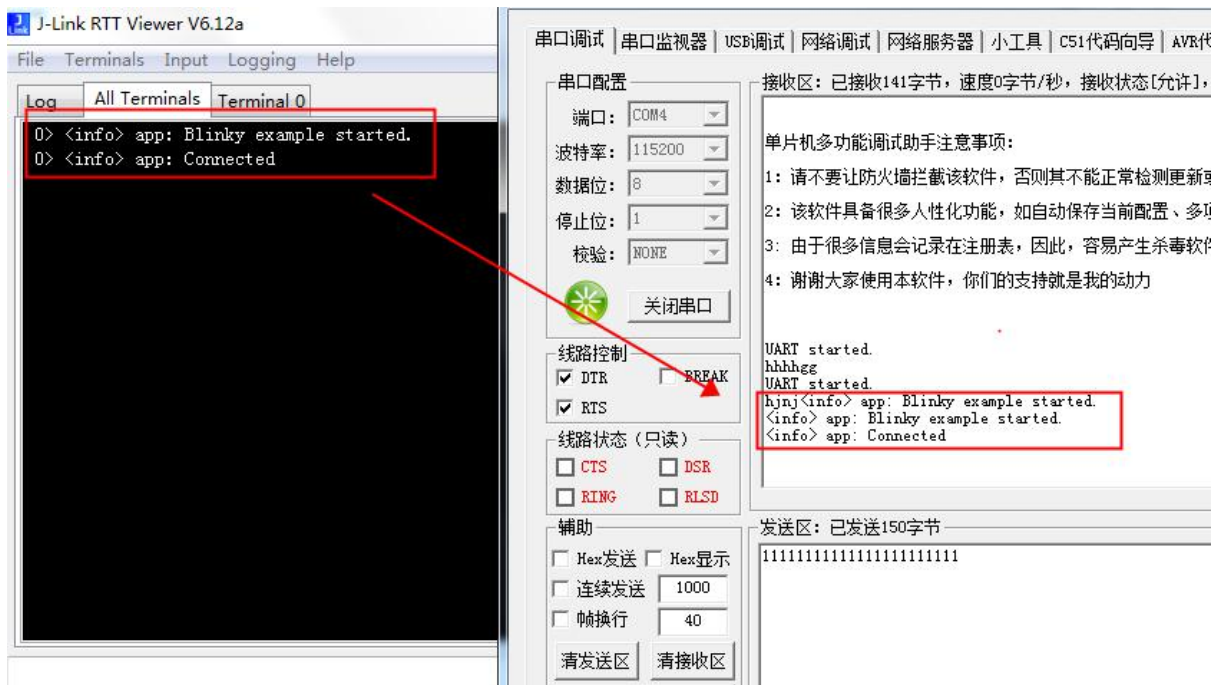 J-Link RTT Viewer V6.12a
File Terminals Input Logging Help
Log All Terminals Terminal 0
0> <info> app: Blinky example started.
0> <info> app: Connected
串口调试 串口监视器 USB调试 网络调试 网络服务器 小工具 C51代码向导 AVR代
串口配置
端口： COM4
波特率： 115200
数据位： 8
停止位： 1
校验： NONE
关闭串口
线路控制
DTR BREAK
RTS
线路状态（只读）
CTS DSR
RING RLSD
辅助
Hex发送 Hex显示
连续发送 1000
帧换行 40
清发送区 清接收区
接收区：已接收141字节，速度0字节/秒，接收状态[允许]，
单片机多功能调试助手注意事项：
1：请不要让防火墙拦截该软件，否则其不能正常检测更新或
2：该软件具备很多人性化功能，如自动保存当前配置、多项
3：由于很多信息会记录在注册表，因此，容易产生杀毒软件
4：谢谢大家使用本软件，你们的支持就是我的动力
UART started.
hhhhgg
UART started.
hjnj<info> app: Blinky example started.
<info> app: Blinky example started.
<info> app: Connected
发送区：已发送150字节
1111111111111111111111111